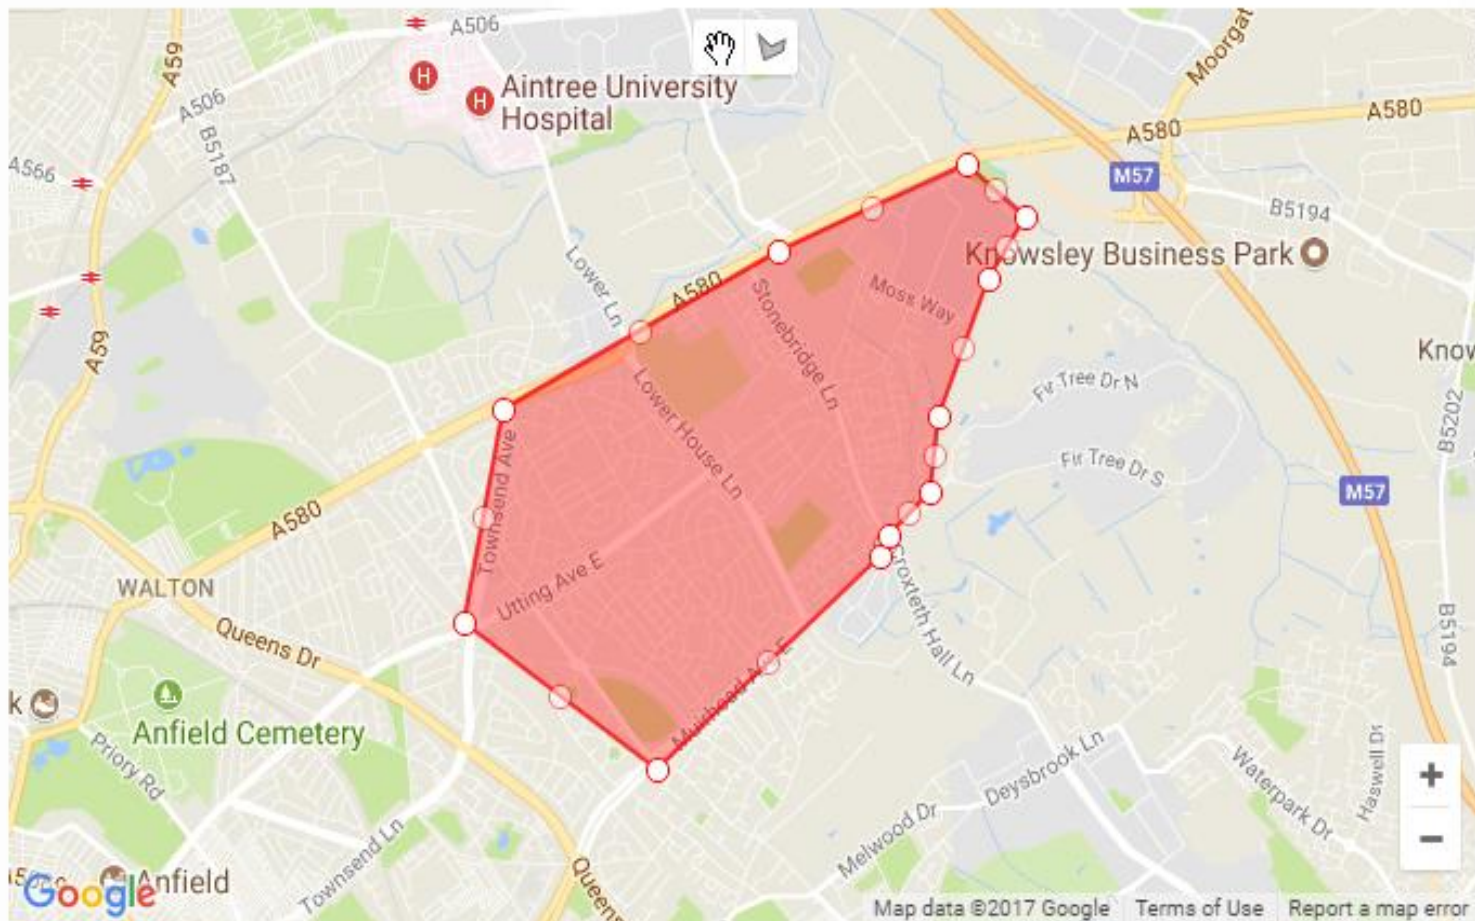 A59
A506
A506
B5187
A566
H
H
Aintree University
Hospital
Moorgat
A580
A580
M57
B5194
Knowsley Business Park
Lower Ln
A580
Stonebridge Ln
Moss Way
A59
Know
Fir Tree Dr N
Fir Tree Dr S
B5202
M57
Lower House Ln
Townsend Ave
A580
Utting Ave E
WALTON
Queens Dr
Croxteth Hall Ln
B5194
Muirhead Ave E
k
Anfield Cemetery
Priory Rd
Deysbrook Ln
Waterpark Dr
Haswell Dr
Melwood Dr
Townsend Ln
Queens
+
−
Anfield
Google
Map data ©2017 Google
Terms of Use
Report a map error